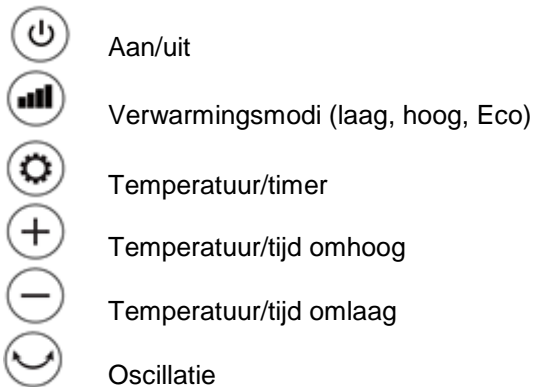 Aan/uit
Verwarmingsmodi (laag, hoog, Eco)
Temperatuur/timer
Temperatuur/tijd omhoog
Temperatuur/tijd omlaag
Oscillatie